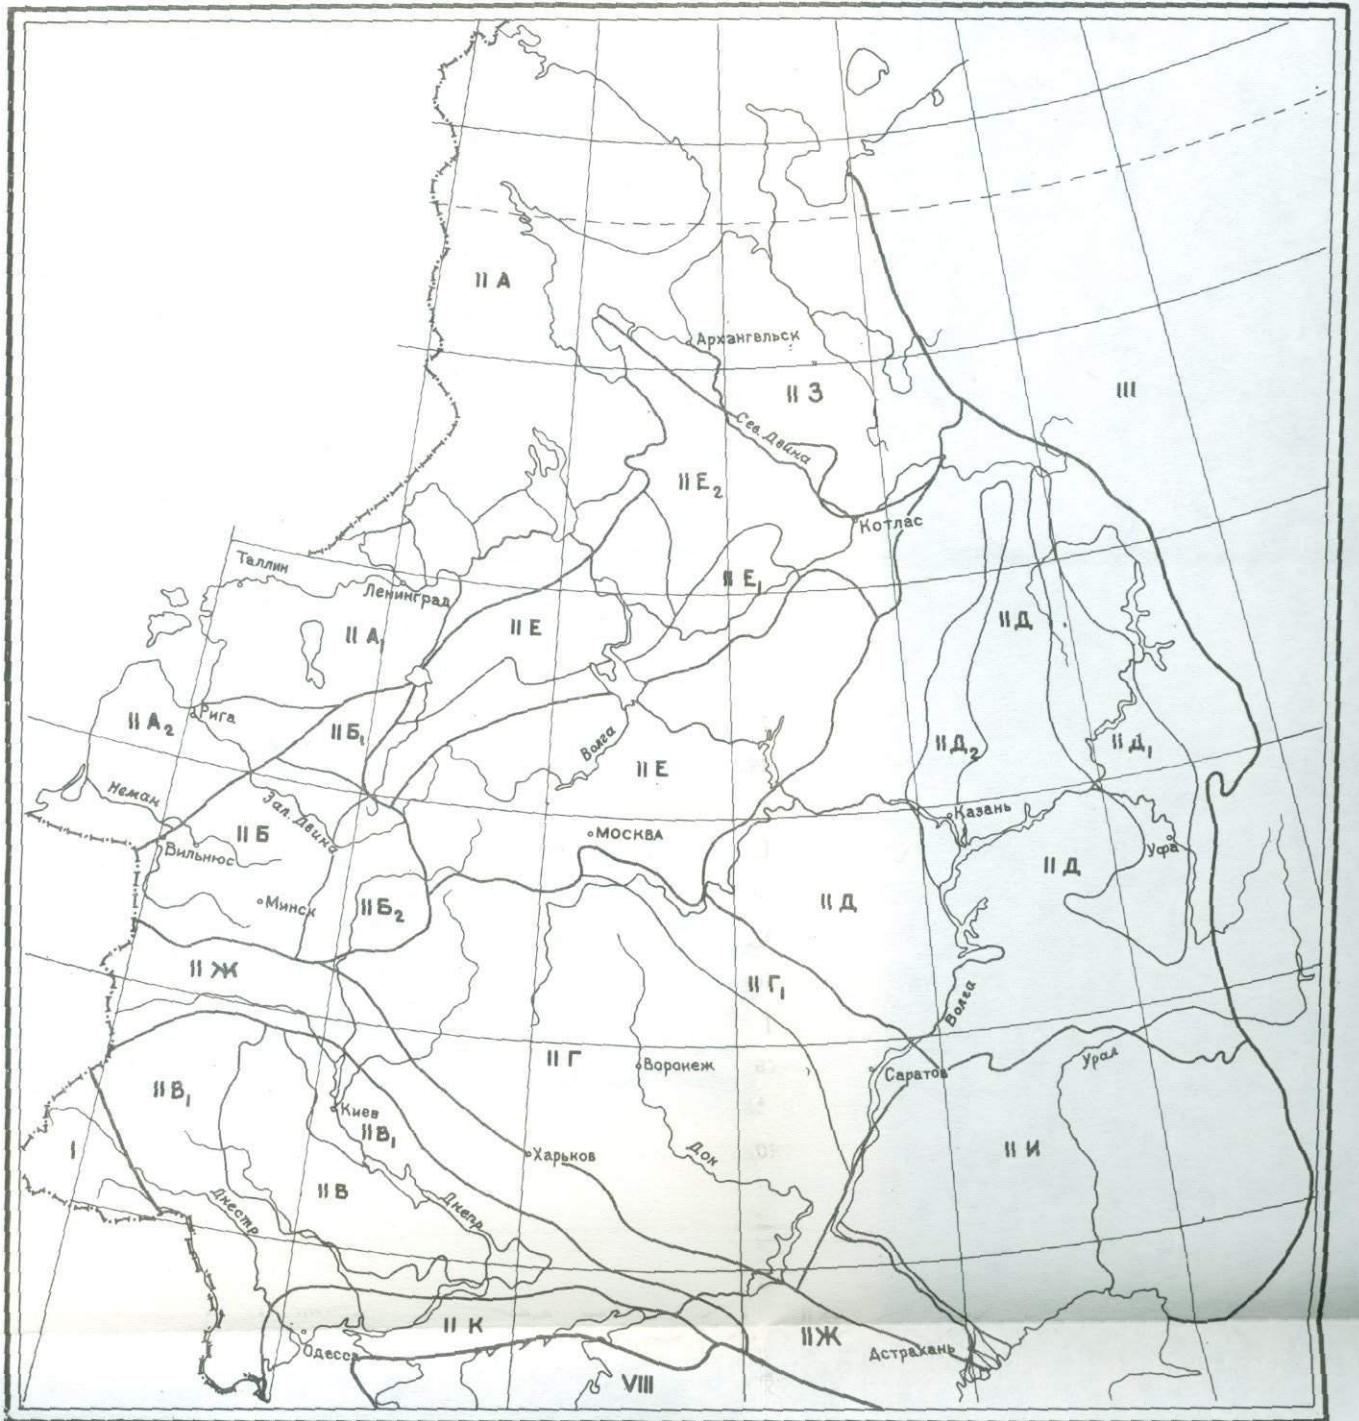 II А
Архангельск
II З
III
Сев. Двина
II Е₂
Котлас
Таллин
Ленинград
II Е₁
II А₁
II Е
II Д
Рига
II А₂
II Б₁
Волга
II Е
II Д₂
II Д₁
Неман
Зап. Двина
Казань
Москва
II Б
Вильнюс
Уфа
II Д
Минск
II Б₂
II Д
II Ж
II Г₁
Волга
II Г
Воронеж
Саратов
Урал
II В₁
Киев
II В₁
I
Харьков
Дон
II И
II В
Днестр
Днепр
II К
II Ж
Одесса
Астрахань
VIII